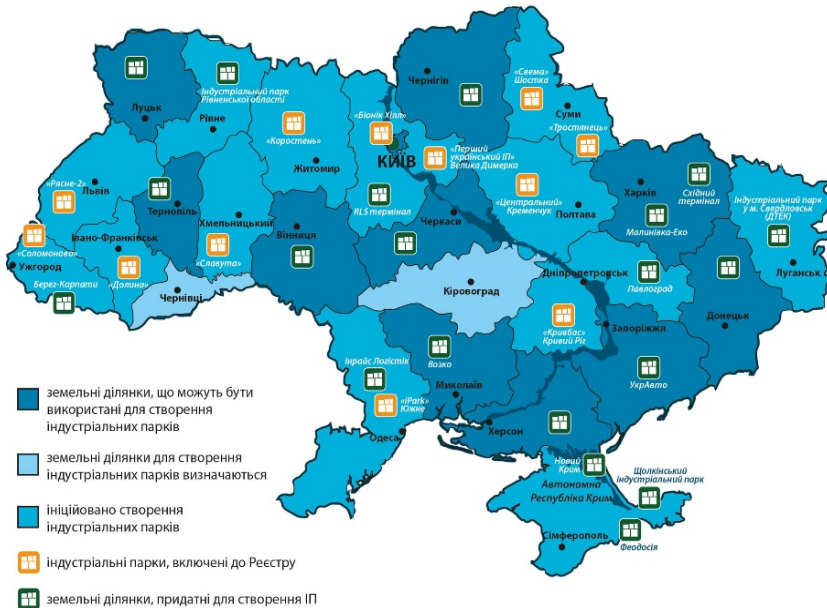 Луцьк
Індустріальний парк
Рівненської області
Рівне
«Коростень»
Житомир
«Біонік Хілл»
КИЇВ
RLS термінал
Чернігів
«Перший
український ІП»
Велика Димерка
«Свема»
Шостка
Суми
«Тростянець»
«Рясне-2»
Львів
Тернопіль
Хмельницький
«Славута»
Вінниця
Черкаси
«Центральний»
Кременчук
Полтава
Харків
Малинівка-Еко
Східний
термінал
Індустріальний парк
у м. Свердловськ
(ДТЕК)
Луганськ
Івано-Франківськ
«Соломоново»
Ужгород
«Долина»
Берег-Карпати
Чернівці
Кіровоград
Дніпропетровськ
Павлоград
«Кривбас»
Кривий Ріг
Запоріжжя
Донецьк
УкрАвто
Возко
Миколаїв
Інрайс Логістік
«iPark»
Южне
Одеса
Херсон
Новий
Крим
Автономна
Республіка Крим
Щолкінський
індустріальний парк
Сімферополь
Феодосія
земельні ділянки, що можуть бути
використані для створення
індустріальних парків
земельні ділянки для створення
індустріальних парків визначаються
ініційовано створення
індустріальних парків
індустріальні парки, включені до Реєстру
земельні ділянки, придатні для створення ІП